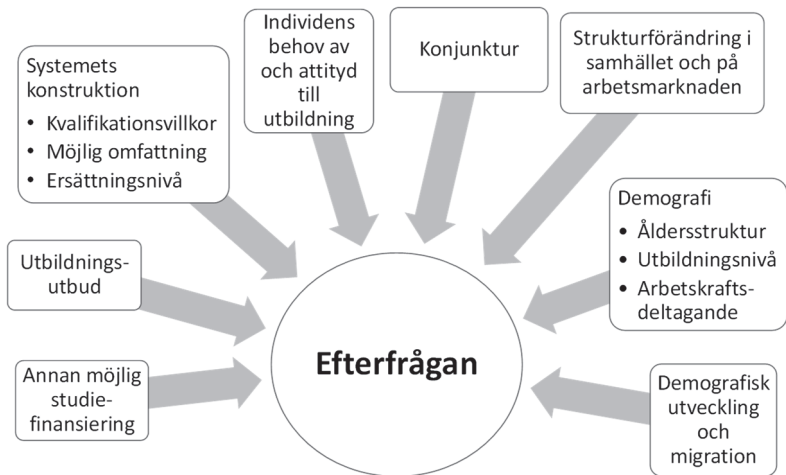 Systemets
konstruktion
• Kvalifikationsvillkor
• Möjlig omfattning
• Ersättningsnivå
Individens
behov av
och attityd
till
utbildning
Konjunktur
Strukturförändring i
samhället och på
arbetsmarknaden
Demografi
• Åldersstruktur
• Utbildningsnivå
• Arbetskrafts-
deltagande
Utbildnings-
utbud
Efterfrågan
Annan möjlig
studie-
finansiering
Demografisk
utveckling
och
migration